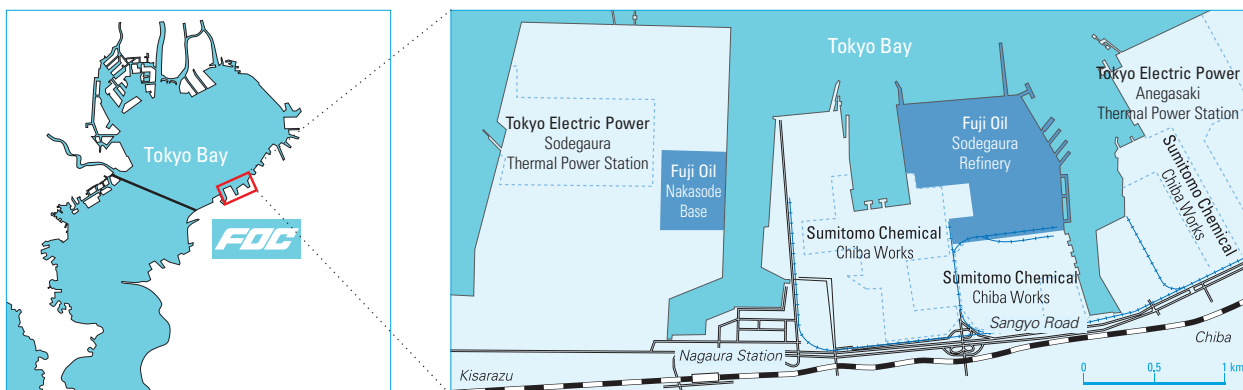 Tokyo Bay
FOC
Tokyo Bay
Tokyo Electric Power
Sodegaura
Thermal Power Station
Fuji Oil
Nakasode
Base
Fuji Oil
Sodegaura
Refinery
Tokyo Electric Power
Anegasaki
Thermal Power Station
Sumitomo Chemical
Chiba Works
Sumitomo Chemical
Chiba Works
Sumitomo Chemical
Chiba Works
Sangyo Road
Nagaura Station
Chiba
Kisarazu
0 0.5 1 km